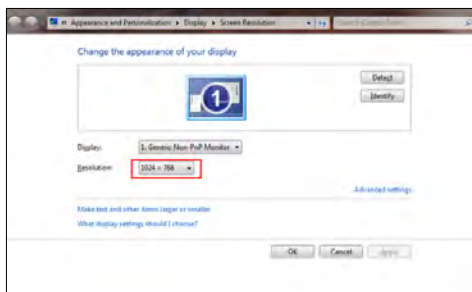 « Appearance and Personalization ▸ Display ▸ Screen Resolution
Change the appearance of your display
1
Detect
Identify
Display: 1. Generic Non-PnP Monitor
Resolution: 1024 × 768
Advanced settings
Make text and other items larger or smaller
What display settings should I choose?
OK Cancel Apply